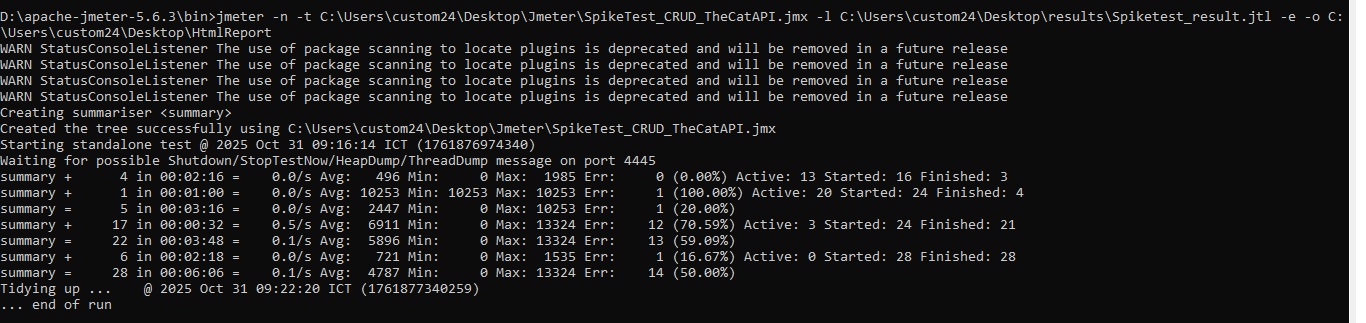 D:\apache-jmeter-5.6.3\bin>jmeter -n -t C:\Users\custom24\Desktop\Jmeter\SpikeTest_CRUD_TheCatAPI.jmx -l C:\Users\custom24\Desktop\results\Spiketest_result.jtl -e -o C:
\Users\custom24\Desktop\HtmlReport
WARN StatusConsoleListener The use of package scanning to locate plugins is deprecated and will be removed in a future release
WARN StatusConsoleListener The use of package scanning to locate plugins is deprecated and will be removed in a future release
WARN StatusConsoleListener The use of package scanning to locate plugins is deprecated and will be removed in a future release
WARN StatusConsoleListener The use of package scanning to locate plugins is deprecated and will be removed in a future release
Creating summariser <summary>
Created the tree successfully using C:\Users\custom24\Desktop\Jmeter\SpikeTest_CRUD_TheCatAPI.jmx
Starting standalone test @ 2025 Oct 31 09:16:14 ICT (1761876974340)
Waiting for possible Shutdown/StopTestNow/HeapDump/ThreadDump message on port 4445
summary +      4 in 00:02:16 =    0.0/s Avg:   496 Min:     0 Max:  1985 Err:     0 (0.00%) Active: 13 Started: 16 Finished: 3
summary +      1 in 00:01:00 =    0.0/s Avg: 10253 Min: 10253 Max: 10253 Err:     1 (100.00%) Active: 20 Started: 24 Finished: 4
summary =      5 in 00:03:16 =    0.0/s Avg:  2447 Min:     0 Max: 10253 Err:     1 (20.00%)
summary +     17 in 00:00:32 =    0.5/s Avg:  6911 Min:     0 Max: 13324 Err:    12 (70.59%) Active: 3 Started: 24 Finished: 21
summary =     22 in 00:03:48 =    0.1/s Avg:  5896 Min:     0 Max: 13324 Err:    13 (59.09%)
summary +      6 in 00:02:18 =    0.0/s Avg:   721 Min:     0 Max:  1535 Err:     1 (16.67%) Active: 0 Started: 28 Finished: 28
summary =     28 in 00:06:06 =    0.1/s Avg:  4787 Min:     0 Max: 13324 Err:    14 (50.00%)
Tidying up ...    @ 2025 Oct 31 09:22:20 ICT (1761877340259)
... end of run